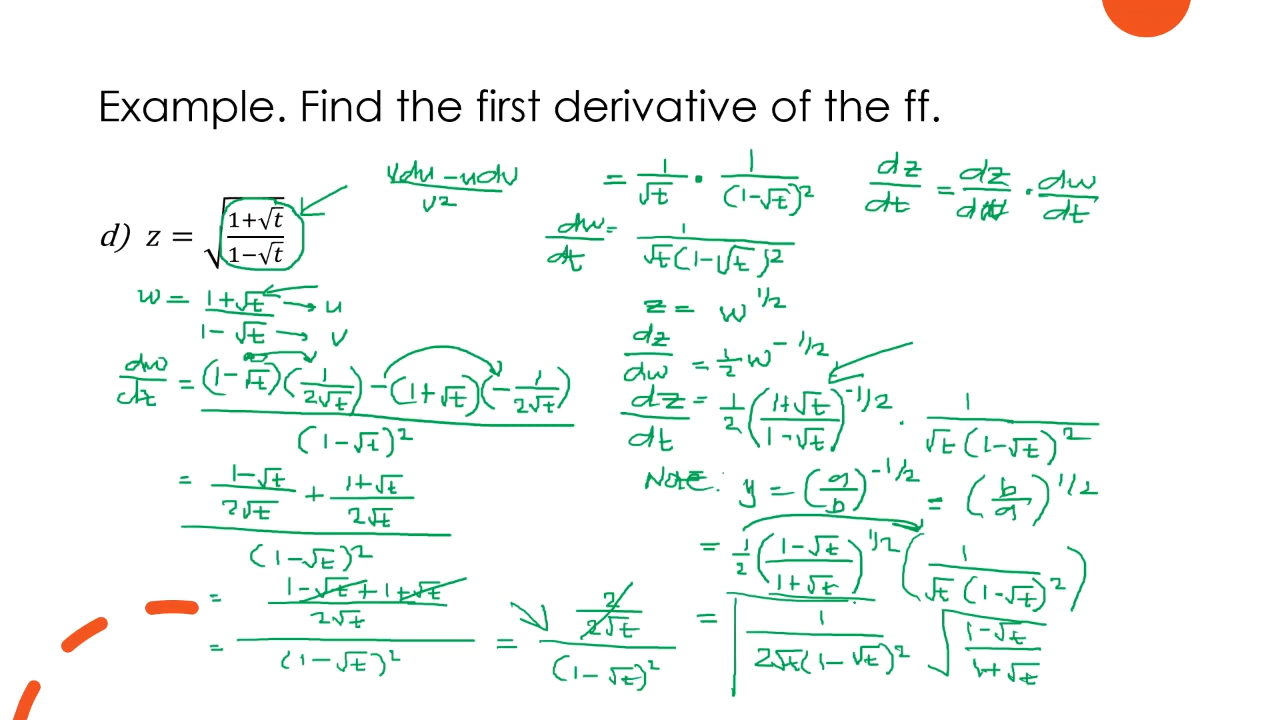 Example. Find the first derivative of the ff.
d) z = √((1+√t)/(1−√t))
(vdu − udv)/v²
w = (1+√t)/(1−√t) → u → v
dw/dt = ((1−√t)(1/(2√t)) − (1+√t)(−1/(2√t)))/(1−√t)²
= ((1−√t)/(2√t) + (1+√t)/(2√t))/(1−√t)²
= = ((1−√t+1+√t)/(2√t))/(1−√t)² = (2/(2√t))/(1−√t)²
= 1/√t · 1/(1−√t)²
dw/dt = 1/(√t(1−√t)²)
dz/dt = dz/dw · dw/dt
z = w^1/2
dz/dw = 1/2 w^−1/2
dz/dt = 1/2 ((1+√t)/(1−√t))^−1/2 · 1/(√t(1−√t)²)
Note: y = (a/b)^−1/2 = (b/a)^1/2
= 1/2 ((1−√t)/(1+√t))^1/2 (1/(√t(1−√t)²))
= 1/(2√t(1−√t)²) √((1−√t)/(1+√t))